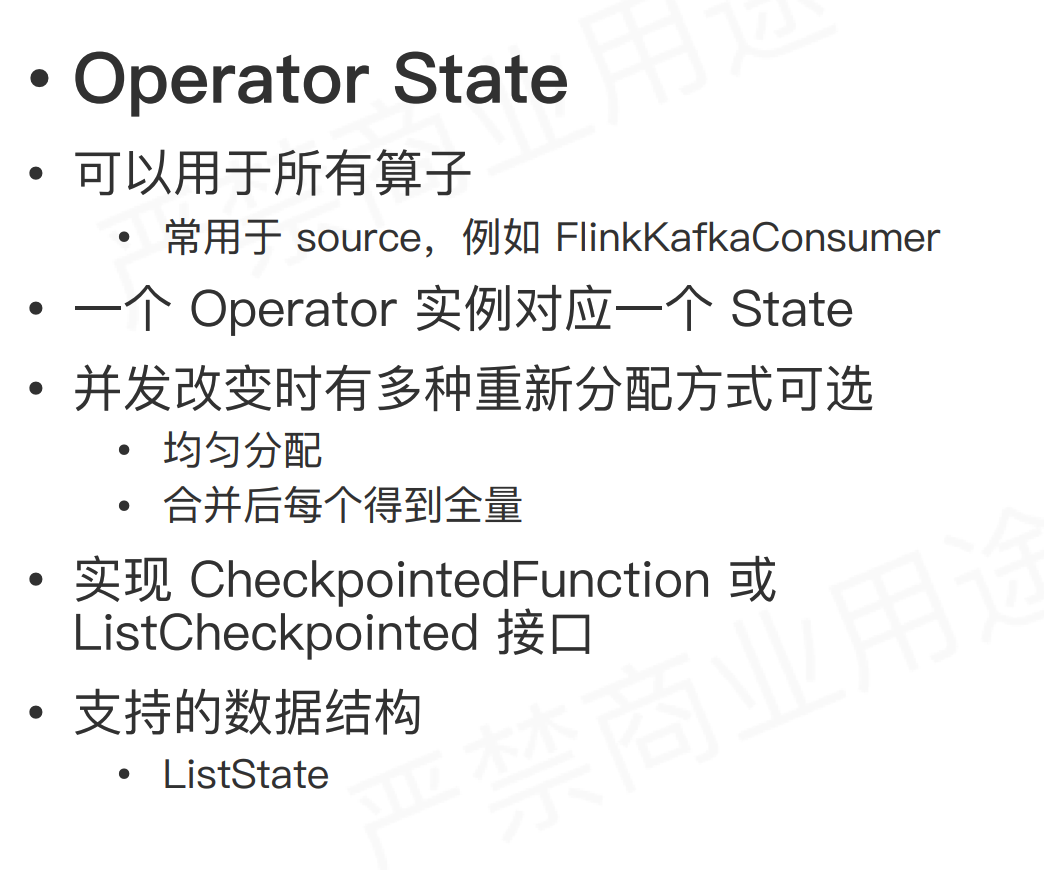 • Operator State
• 可以用于所有算子
• 常用于 source，例如 FlinkKafkaConsumer
• 一个 Operator 实例对应一个 State
• 并发改变时有多种重新分配方式可选
• 均匀分配
• 合并后每个得到全量
• 实现 CheckpointedFunction 或
ListCheckpointed 接口
• 支持的数据结构
• ListState
严禁商业用途
严禁商业用途